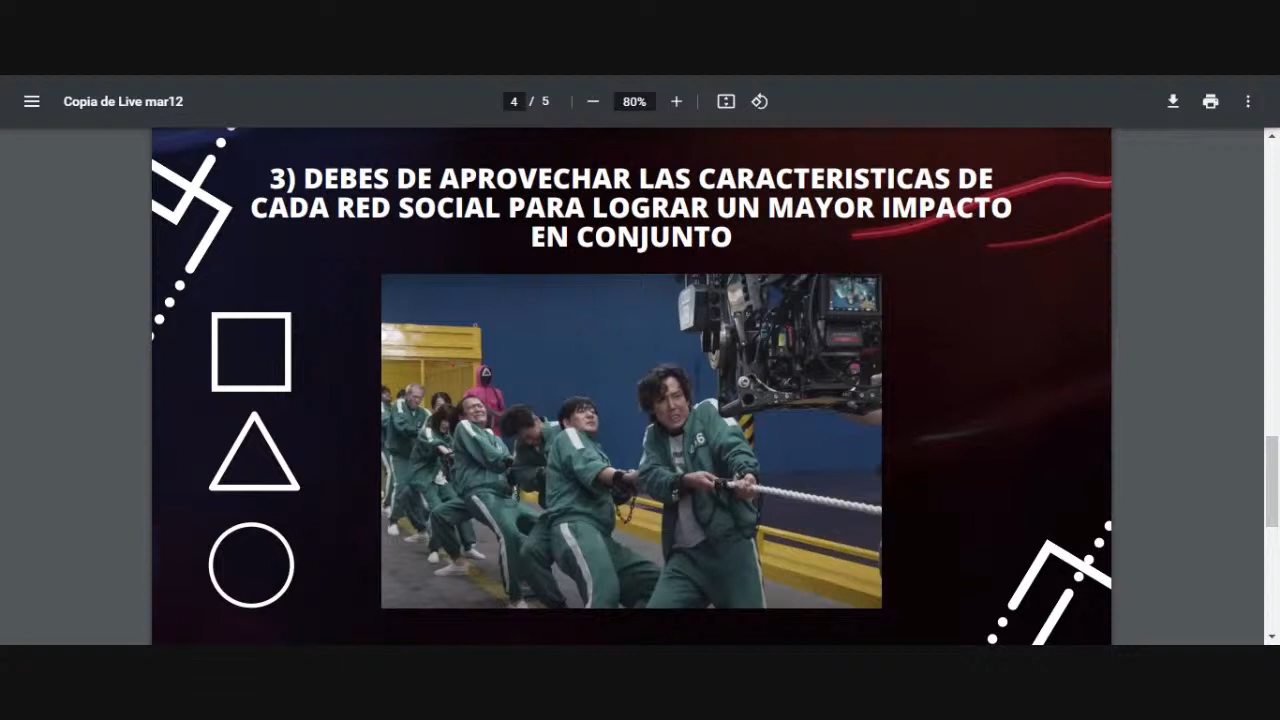 Copia de Live mar12
4 / 5
80%
3) DEBES DE APROVECHAR LAS CARACTERISTICAS DE
CADA RED SOCIAL PARA LOGRAR UN MAYOR IMPACTO
EN CONJUNTO